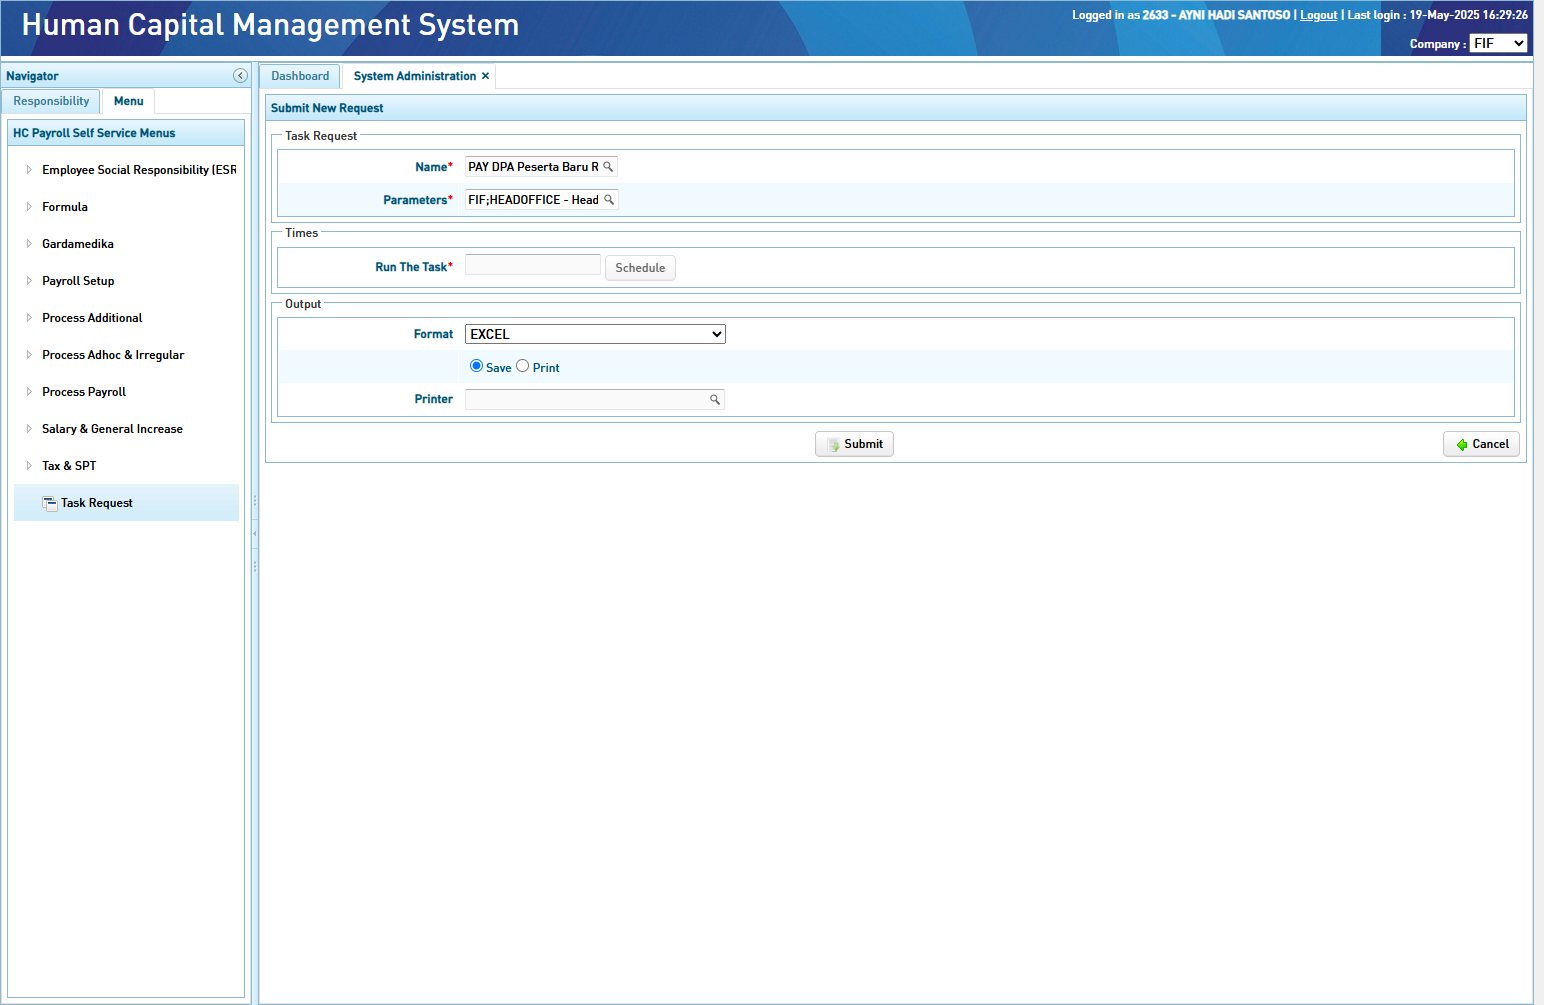 Human Capital Management System
Logged in as 2633 - AYNI HADI SANTOSO | Logout | Last login : 19-May-2025 16:29:26
Company : FIF
Navigator
Responsibility
Menu
HC Payroll Self Service Menus
Employee Social Responsibility (ESR
Formula
Gardamedika
Payroll Setup
Process Additional
Process Adhoc & Irregular
Process Payroll
Salary & General Increase
Tax & SPT
Task Request
Dashboard
System Administration ×
Submit New Request
Task Request
Name* PAY DPA Peserta Baru R
Parameters* FIF;HEADOFFICE - Head
Times
Run The Task* Schedule
Output
Format EXCEL
Save Print
Printer
Submit
Cancel